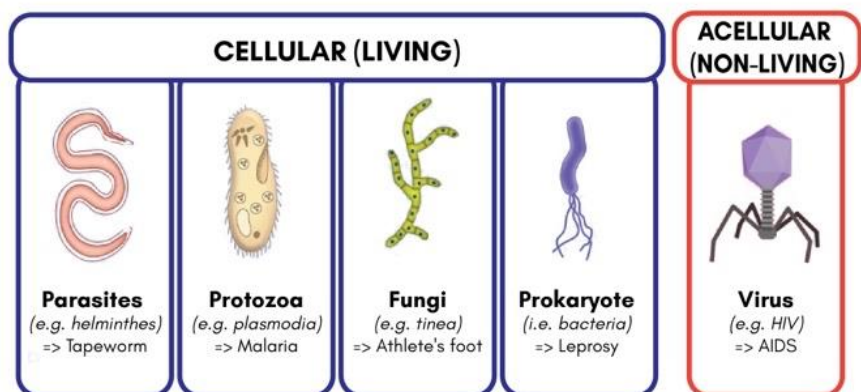 CELLULAR (LIVING)
ACELLULAR
(NON-LIVING)
Parasites
(e.g. helminthes)
=> Tapeworm
Protozoa
(e.g. plasmodia)
=> Malaria
Fungi
(e.g. tinea)
=> Athlete's foot
Prokaryote
(i.e. bacteria)
=> Leprosy
Virus
(e.g. HIV)
=> AIDS